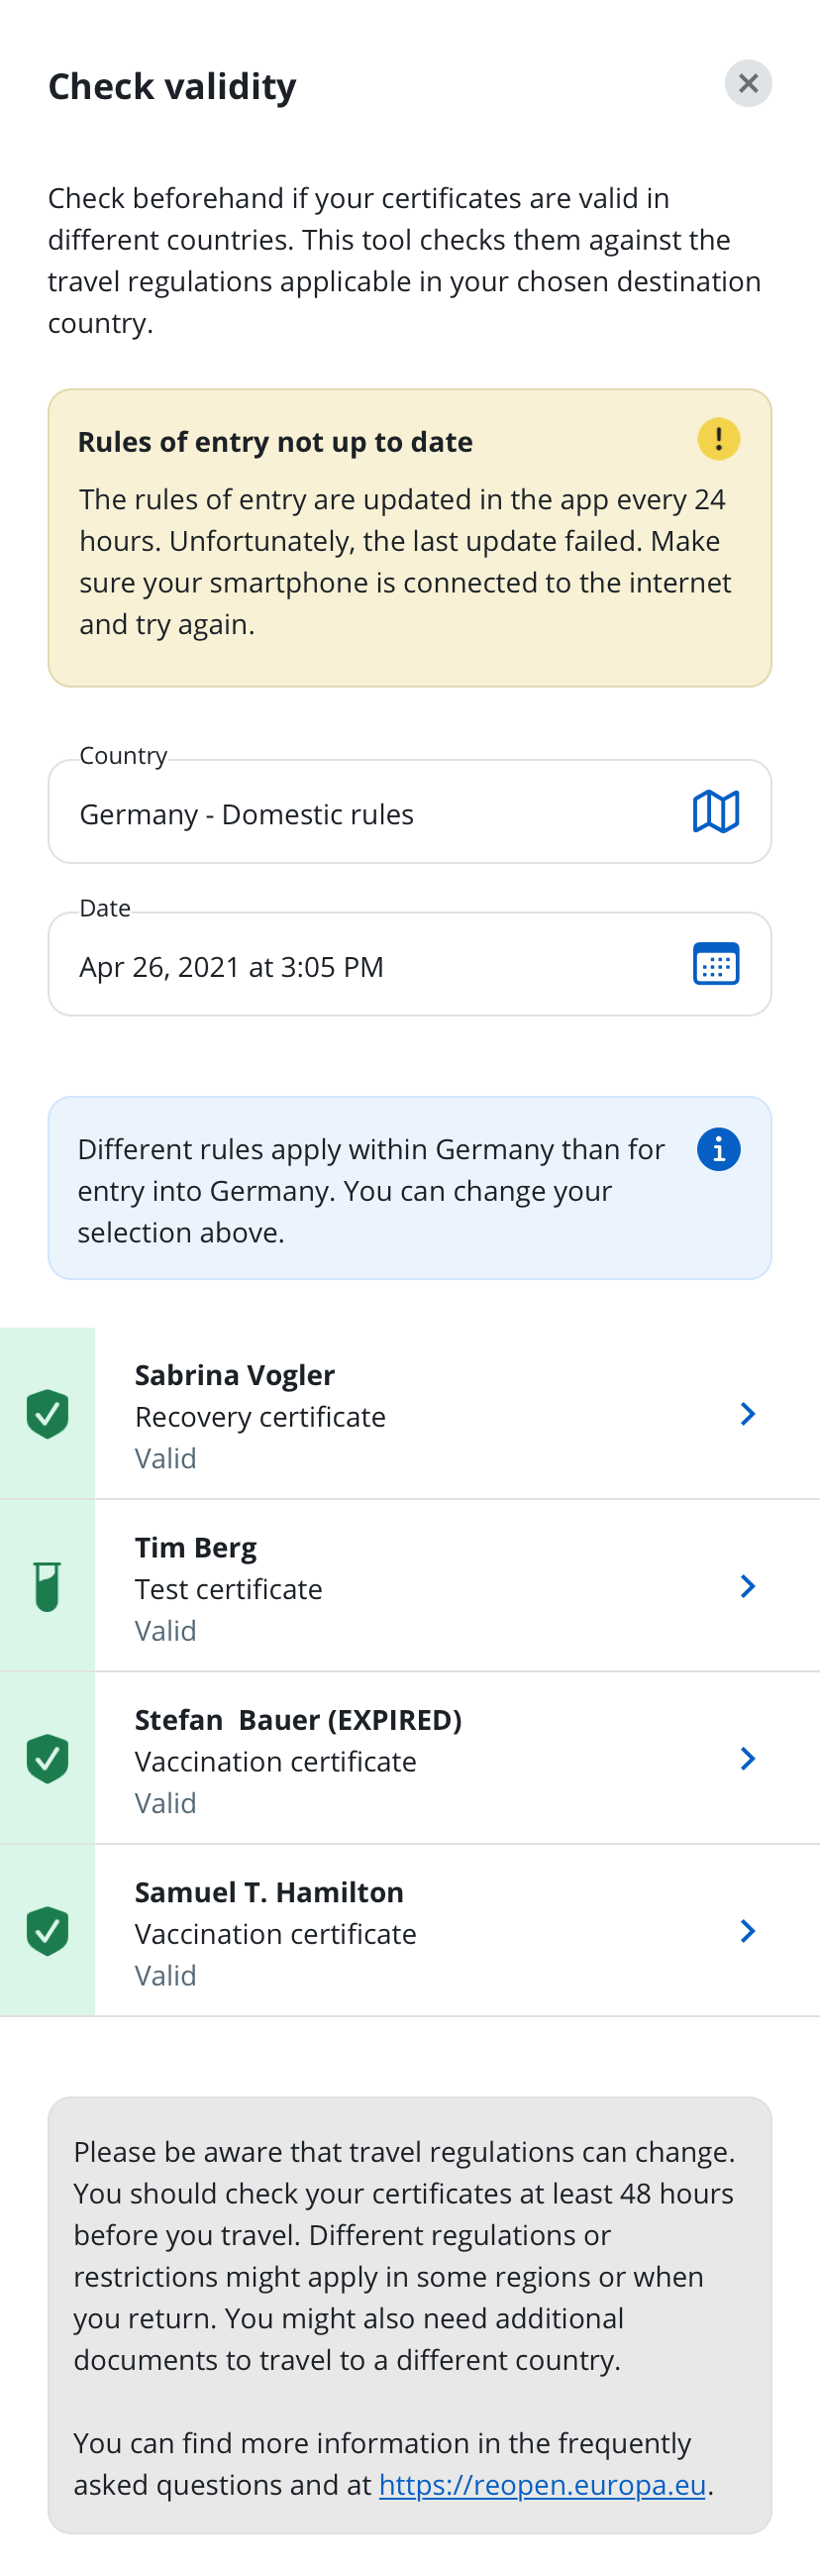 Check validity
Check beforehand if your certificates are valid in
different countries. This tool checks them against the
travel regulations applicable in your chosen destination
country.
Rules of entry not up to date
The rules of entry are updated in the app every 24
hours. Unfortunately, the last update failed. Make
sure your smartphone is connected to the internet
and try again.
Country
Germany - Domestic rules
Date
Apr 26, 2021 at 3:05 PM
Different rules apply within Germany than for
entry into Germany. You can change your
selection above.
Sabrina Vogler
Recovery certificate
Valid
Tim Berg
Test certificate
Valid
Stefan  Bauer (EXPIRED)
Vaccination certificate
Valid
Samuel T. Hamilton
Vaccination certificate
Valid
Please be aware that travel regulations can change.
You should check your certificates at least 48 hours
before you travel. Different regulations or
restrictions might apply in some regions or when
you return. You might also need additional
documents to travel to a different country.
You can find more information in the frequently
asked questions and at https://reopen.europa.eu.